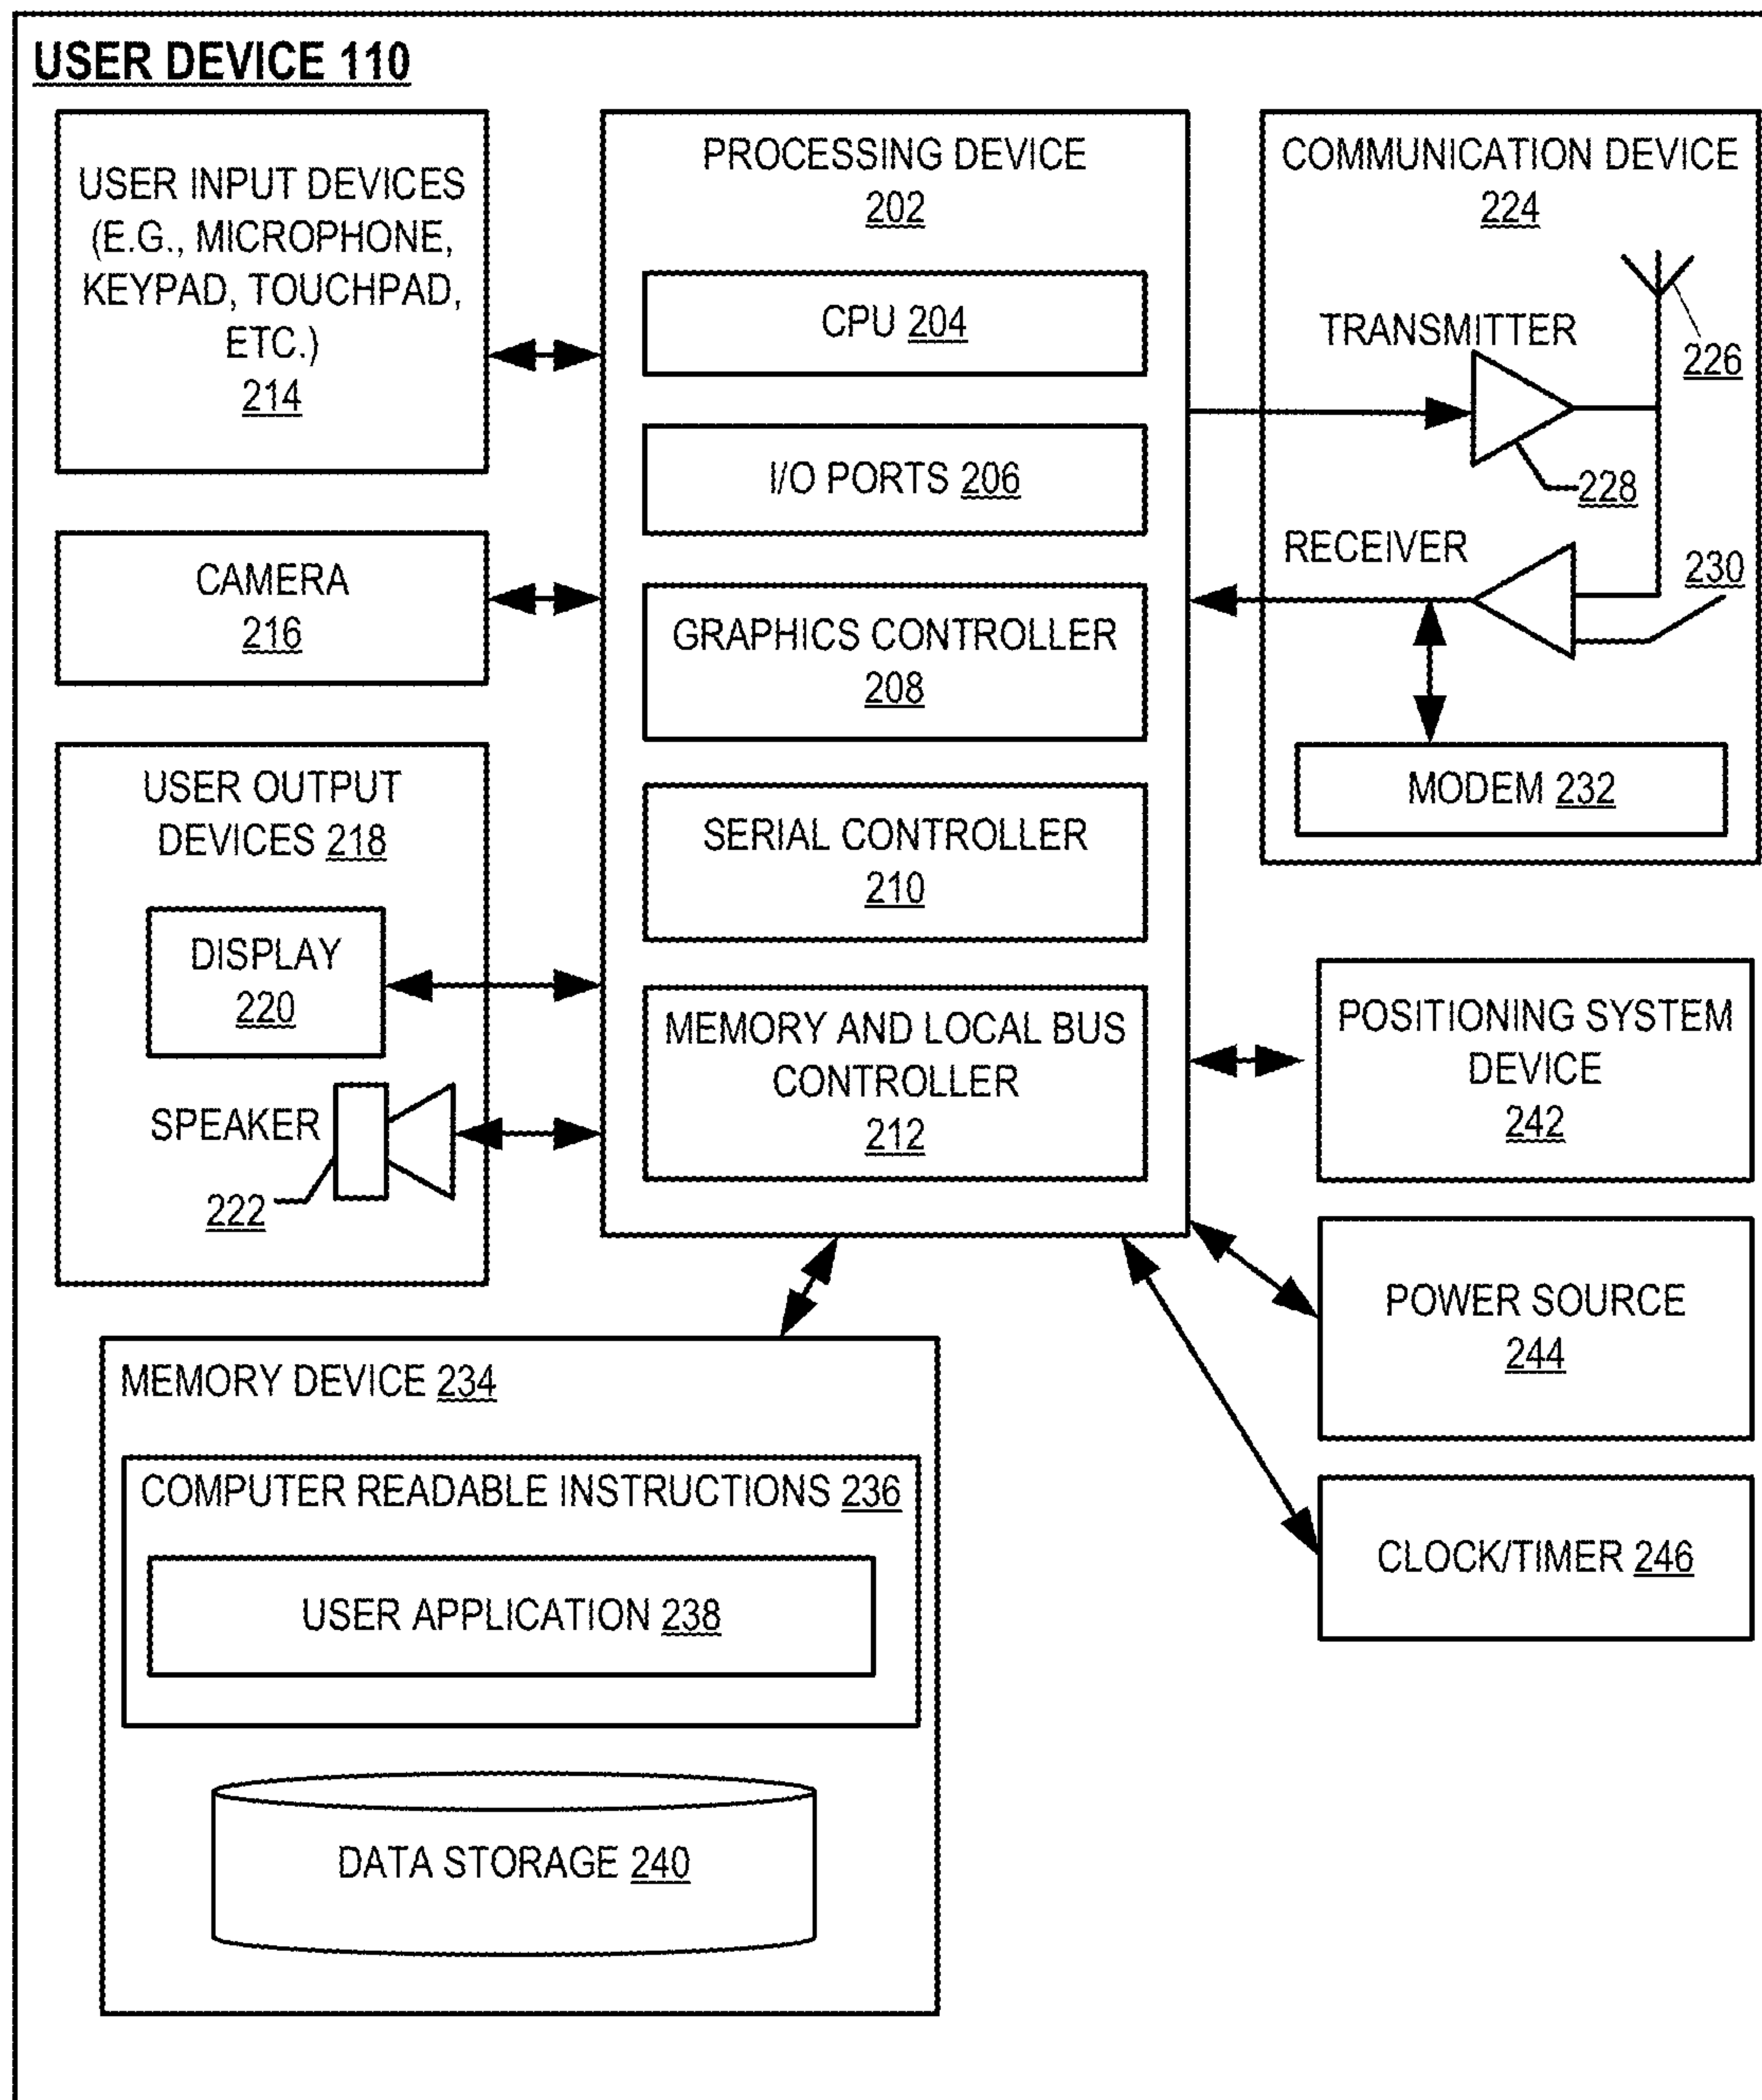 USER DEVICE 110
USER INPUT DEVICES
(E.G., MICROPHONE,
KEYPAD, TOUCHPAD,
ETC.)
214
CAMERA
216
USER OUTPUT
DEVICES 218
DISPLAY
220
SPEAKER
222
PROCESSING DEVICE
202
CPU 204
I/O PORTS 206
GRAPHICS CONTROLLER
208
SERIAL CONTROLLER
210
MEMORY AND LOCAL BUS
CONTROLLER
212
COMMUNICATION DEVICE
224
TRANSMITTER
226
228
RECEIVER
230
MODEM 232
POSITIONING SYSTEM
DEVICE
242
POWER SOURCE
244
CLOCK/TIMER 246
MEMORY DEVICE 234
COMPUTER READABLE INSTRUCTIONS 236
USER APPLICATION 238
DATA STORAGE 240